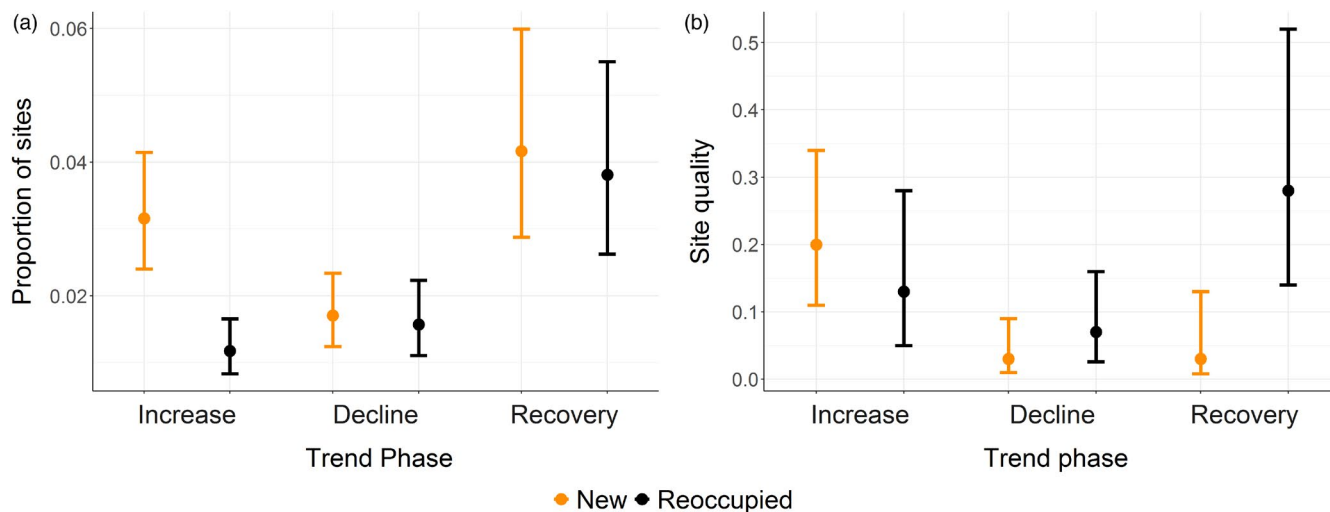 (a)
0.06
0.04
0.02
Proportion of sites
Increase Decline Recovery
Trend Phase
(b)
0.5
0.4
0.3
0.2
0.1
0.0
Site quality
Increase Decline Recovery
Trend phase
New Reoccupied